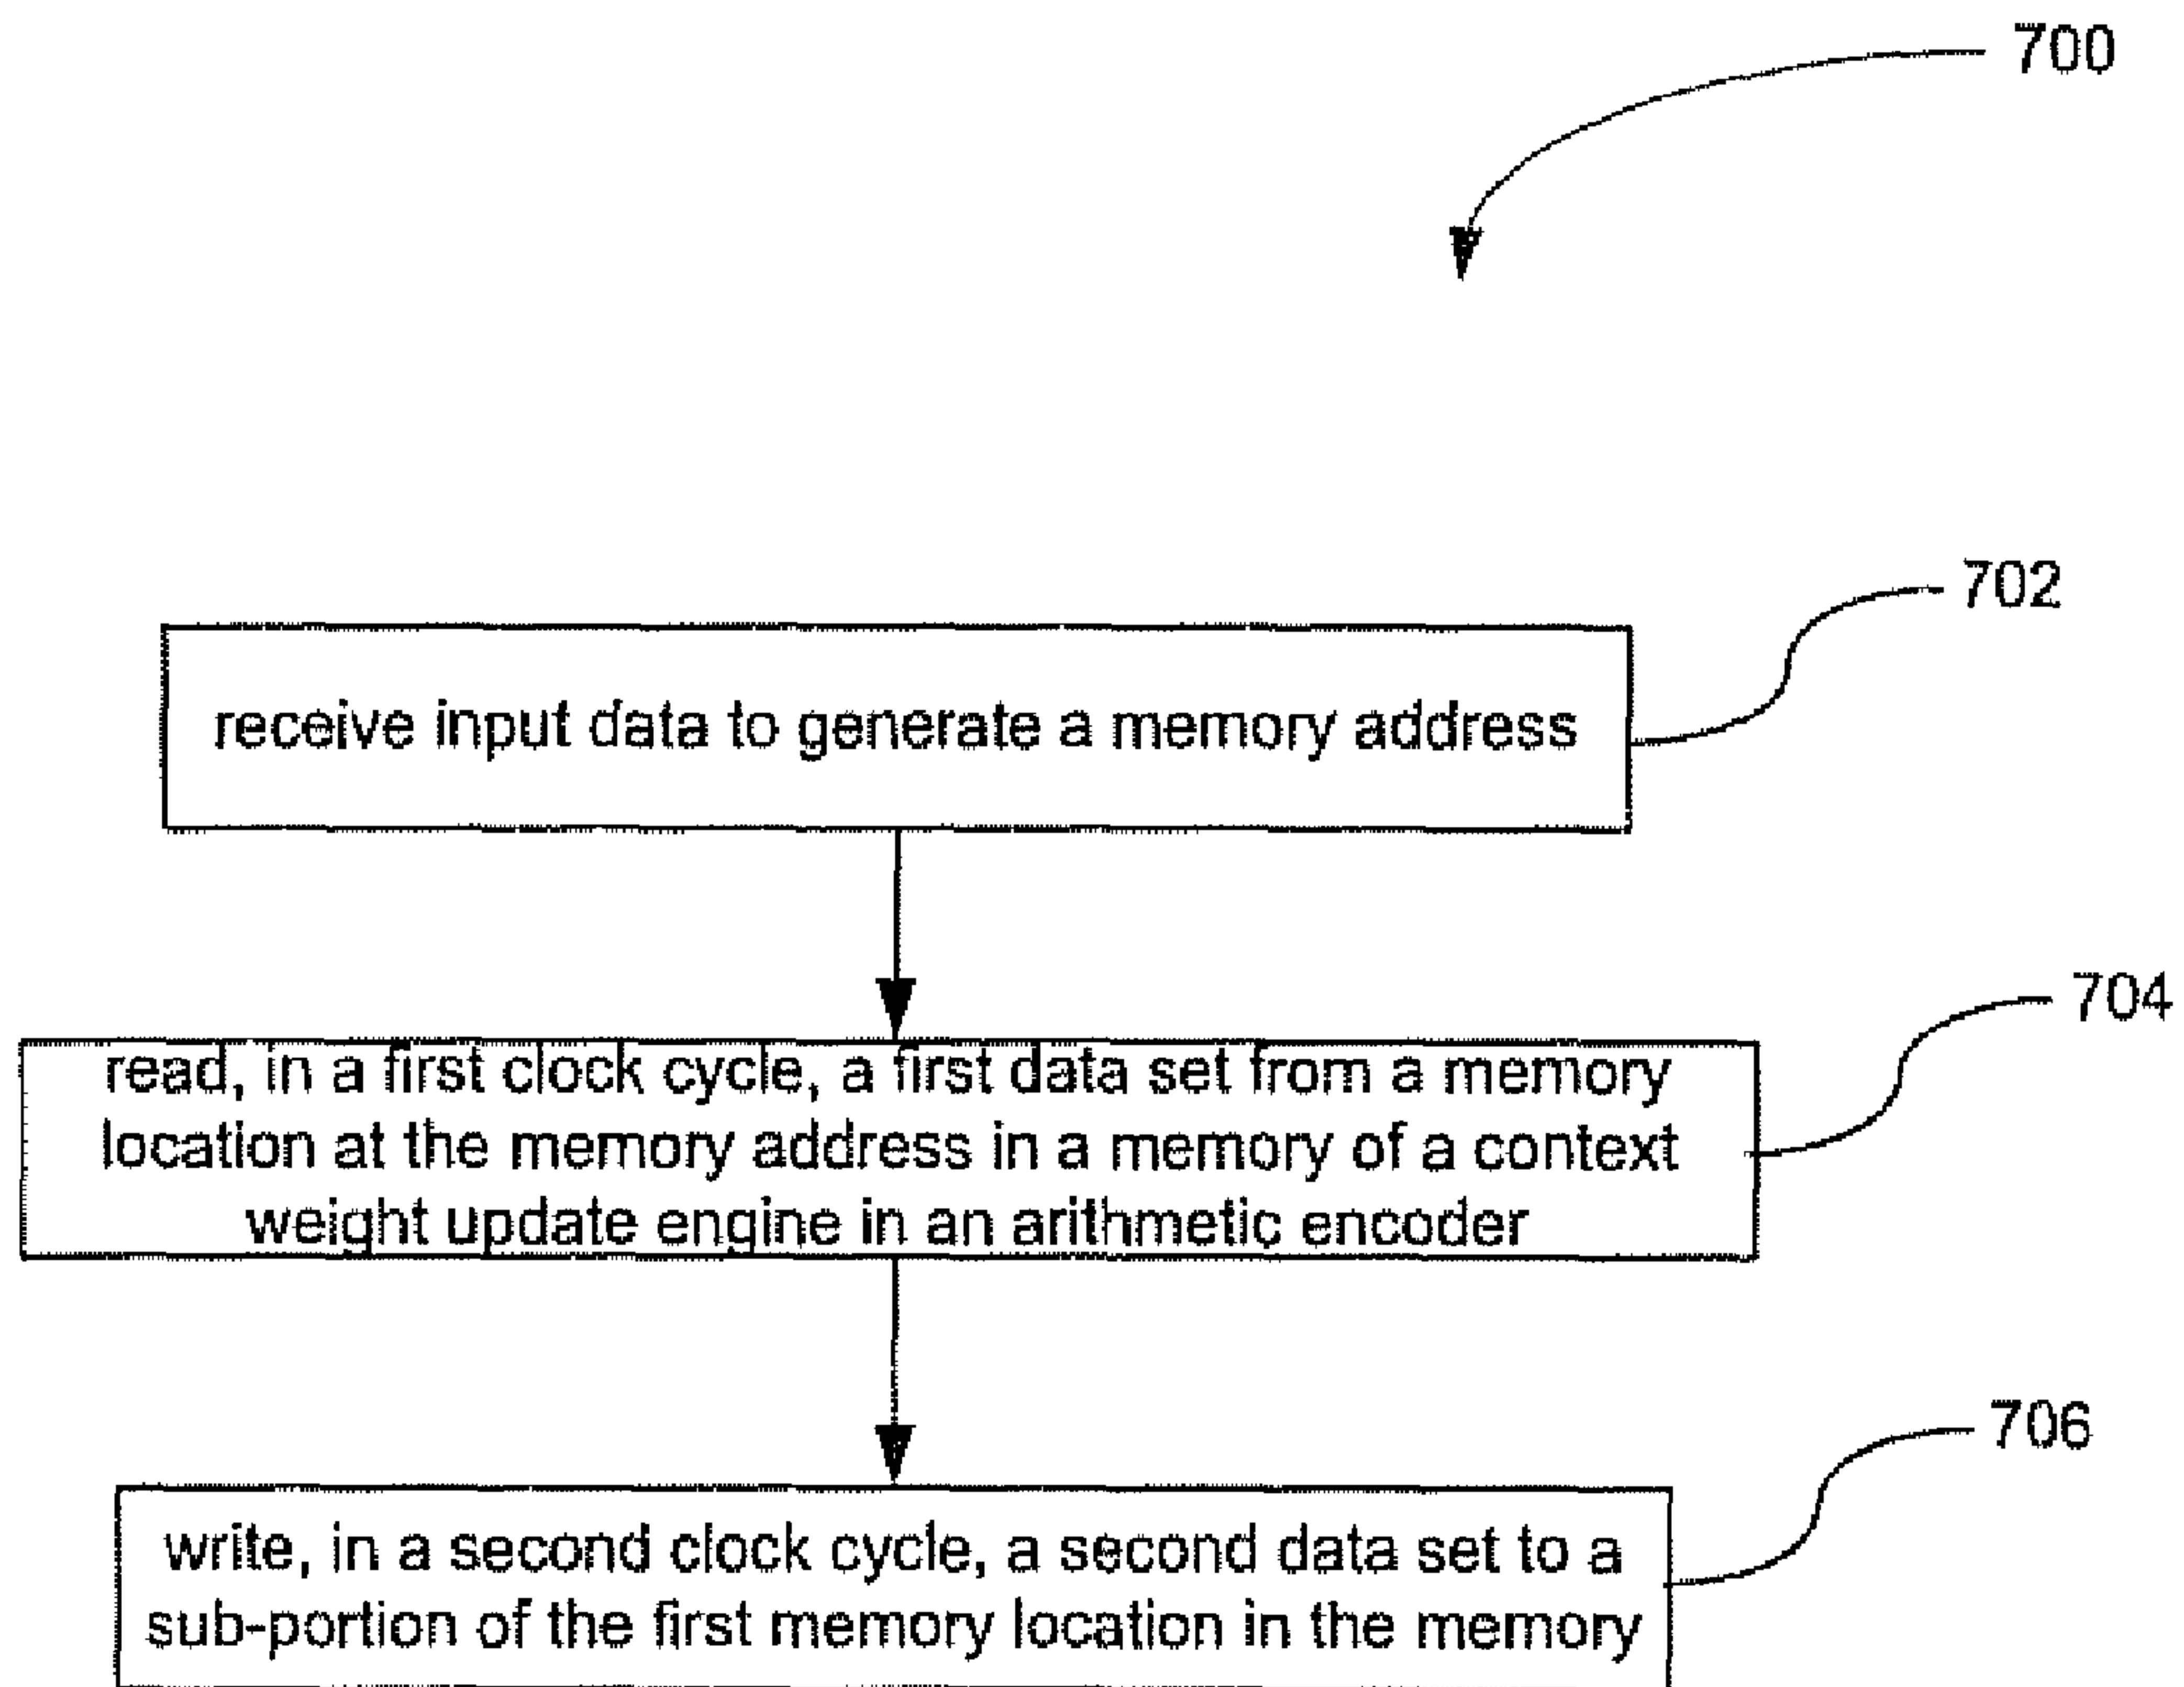 700
702
receive input data to generate a memory address
704
read, in a first clock cycle, a first data set from a memory
location at the memory address in a memory of a context
weight update engine in an arithmetic encoder
706
write, in a second clock cycle, a second data set to a
sub-portion of the first memory location in the memory